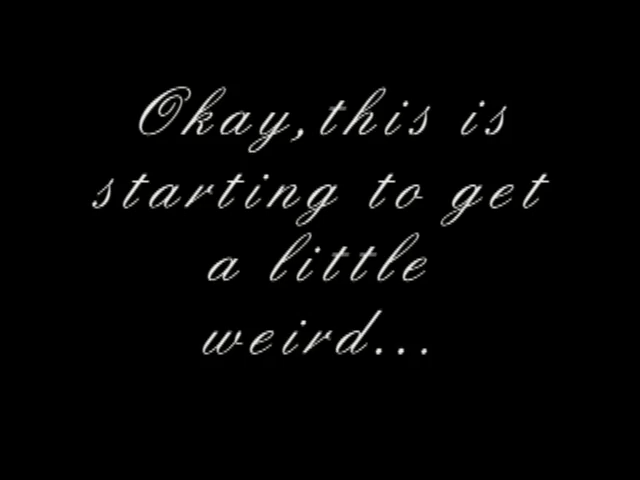 Okay,this is
starting to get
a little
weird...